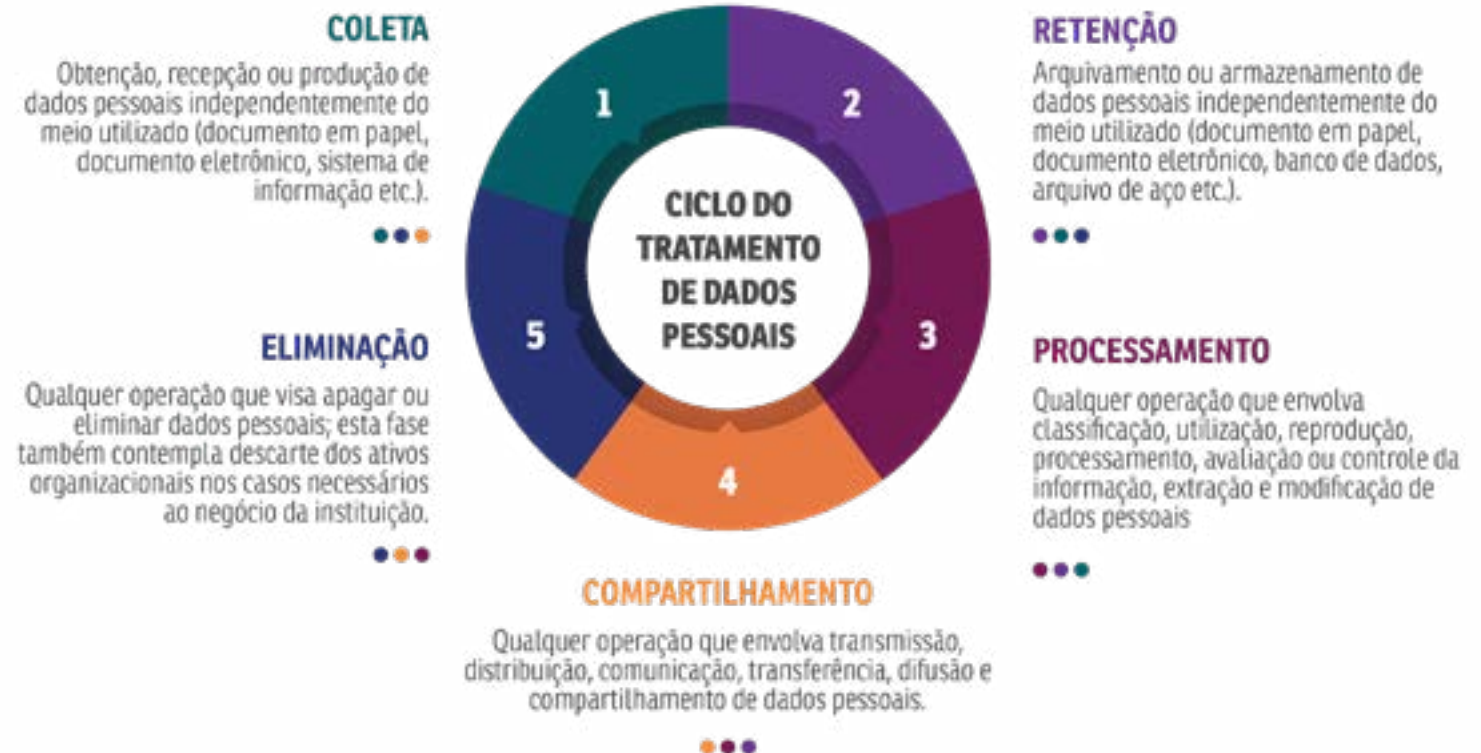 COLETA
Obtenção, recepção ou produção de
dados pessoais independentemente do
meio utilizado (documento em papel,
documento eletrônico, sistema de
informação etc.).
1
2
3
4
5
CICLO DO
TRATAMENTO
DE DADOS
PESSOAIS
RETENÇÃO
Arquivamento ou armazenamento de
dados pessoais independentemente do
meio utilizado (documento em papel,
documento eletrônico, banco de dados,
arquivo de aço etc.).
PROCESSAMENTO
Qualquer operação que envolva
classificação, utilização, reprodução,
processamento, avaliação ou controle da
informação, extração e modificação de
dados pessoais
COMPARTILHAMENTO
Qualquer operação que envolva transmissão,
distribuição, comunicação, transferência, difusão e
compartilhamento de dados pessoais.
ELIMINAÇÃO
Qualquer operação que visa apagar ou
eliminar dados pessoais; esta fase
também contempla descarte dos ativos
organizacionais nos casos necessários
ao negócio da instituição.